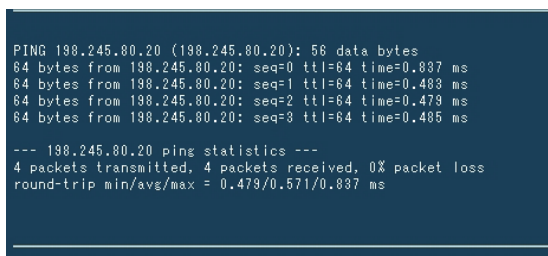 PING 198.245.80.20 (198.245.80.20): 56 data bytes
64 bytes from 198.245.80.20: seq=0 ttl=64 time=0.837 ms
64 bytes from 198.245.80.20: seq=1 ttl=64 time=0.483 ms
64 bytes from 198.245.80.20: seq=2 ttl=64 time=0.479 ms
64 bytes from 198.245.80.20: seq=3 ttl=64 time=0.485 ms
--- 198.245.80.20 ping statistics ---
4 packets transmitted, 4 packets received, 0% packet loss
round-trip min/avg/max = 0.479/0.571/0.837 ms